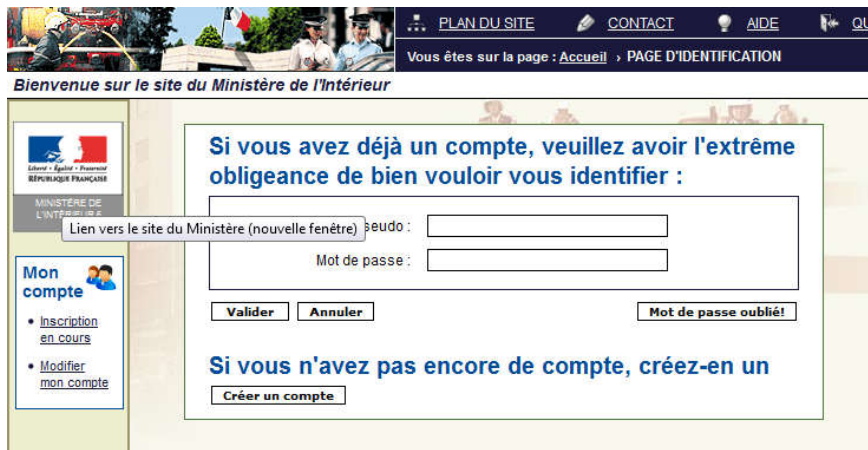 PLAN DU SITE CONTACT AIDE QU
Vous êtes sur la page : Accueil › PAGE D'IDENTIFICATION
Bienvenue sur le site du Ministère de l'Intérieur
Liberté • Égalité • Fraternité
RÉPUBLIQUE FRANÇAISE
MINISTÈRE DE
L'INTÉRIEUR
Lien vers le site du Ministère (nouvelle fenêtre)
Mon
compte
• Inscription
en cours
• Modifier
mon compte
Si vous avez déjà un compte, veuillez avoir l'extrême
obligeance de bien vouloir vous identifier :
seudo :
Mot de passe :
Valider Annuler Mot de passe oublié!
Si vous n'avez pas encore de compte, créez-en un
Créer un compte